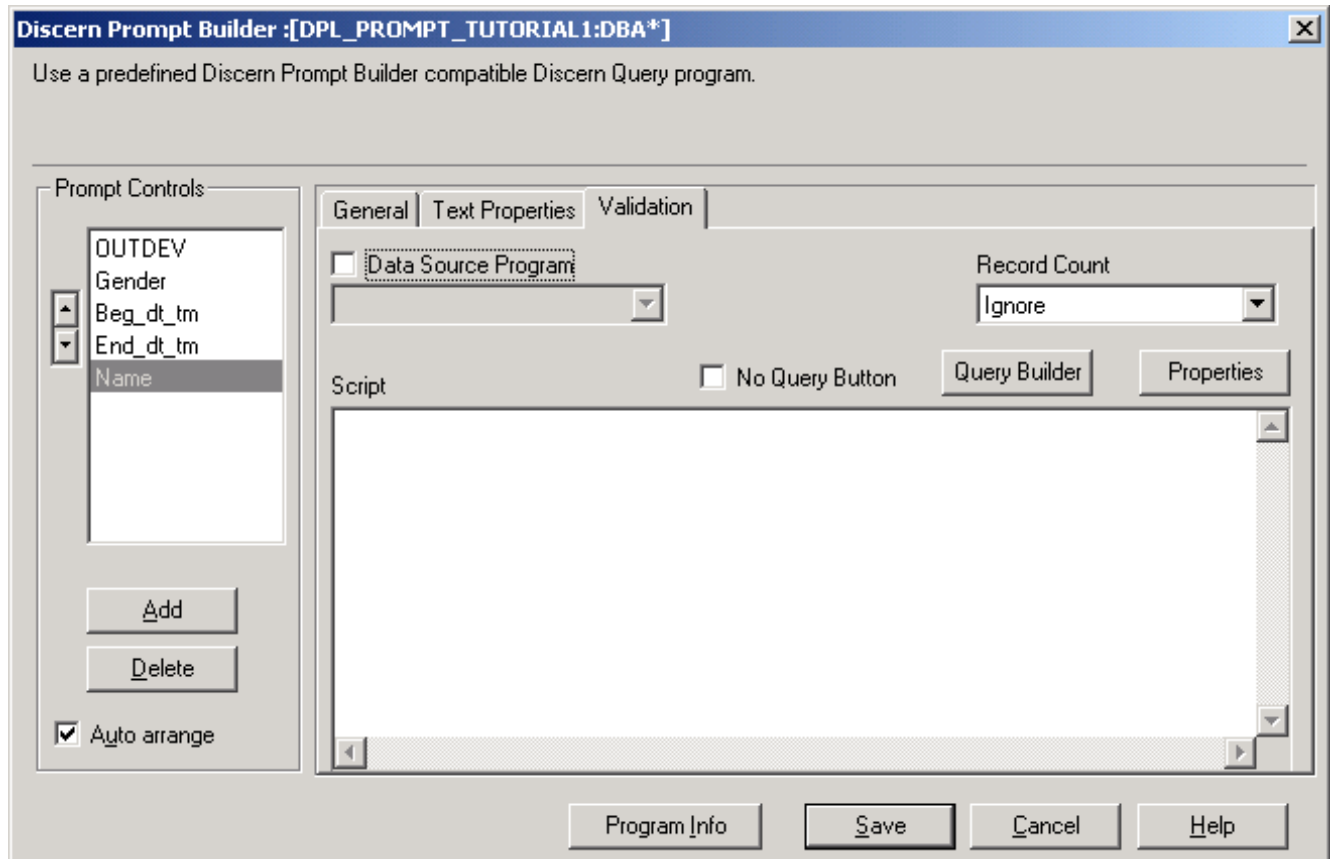 Discern Prompt Builder :[DPL_PROMPT_TUTORIAL1:DBA*]
Use a predefined Discern Prompt Builder compatible Discern Query program.
Prompt Controls
OUTDEV
Gender
Beg_dt_tm
End_dt_tm
Name
Add
Delete
Auto arrange
General Text Properties Validation
Data Source Program
Record Count
Ignore
Script
No Query Button
Query Builder
Properties
Program Info
Save
Cancel
Help